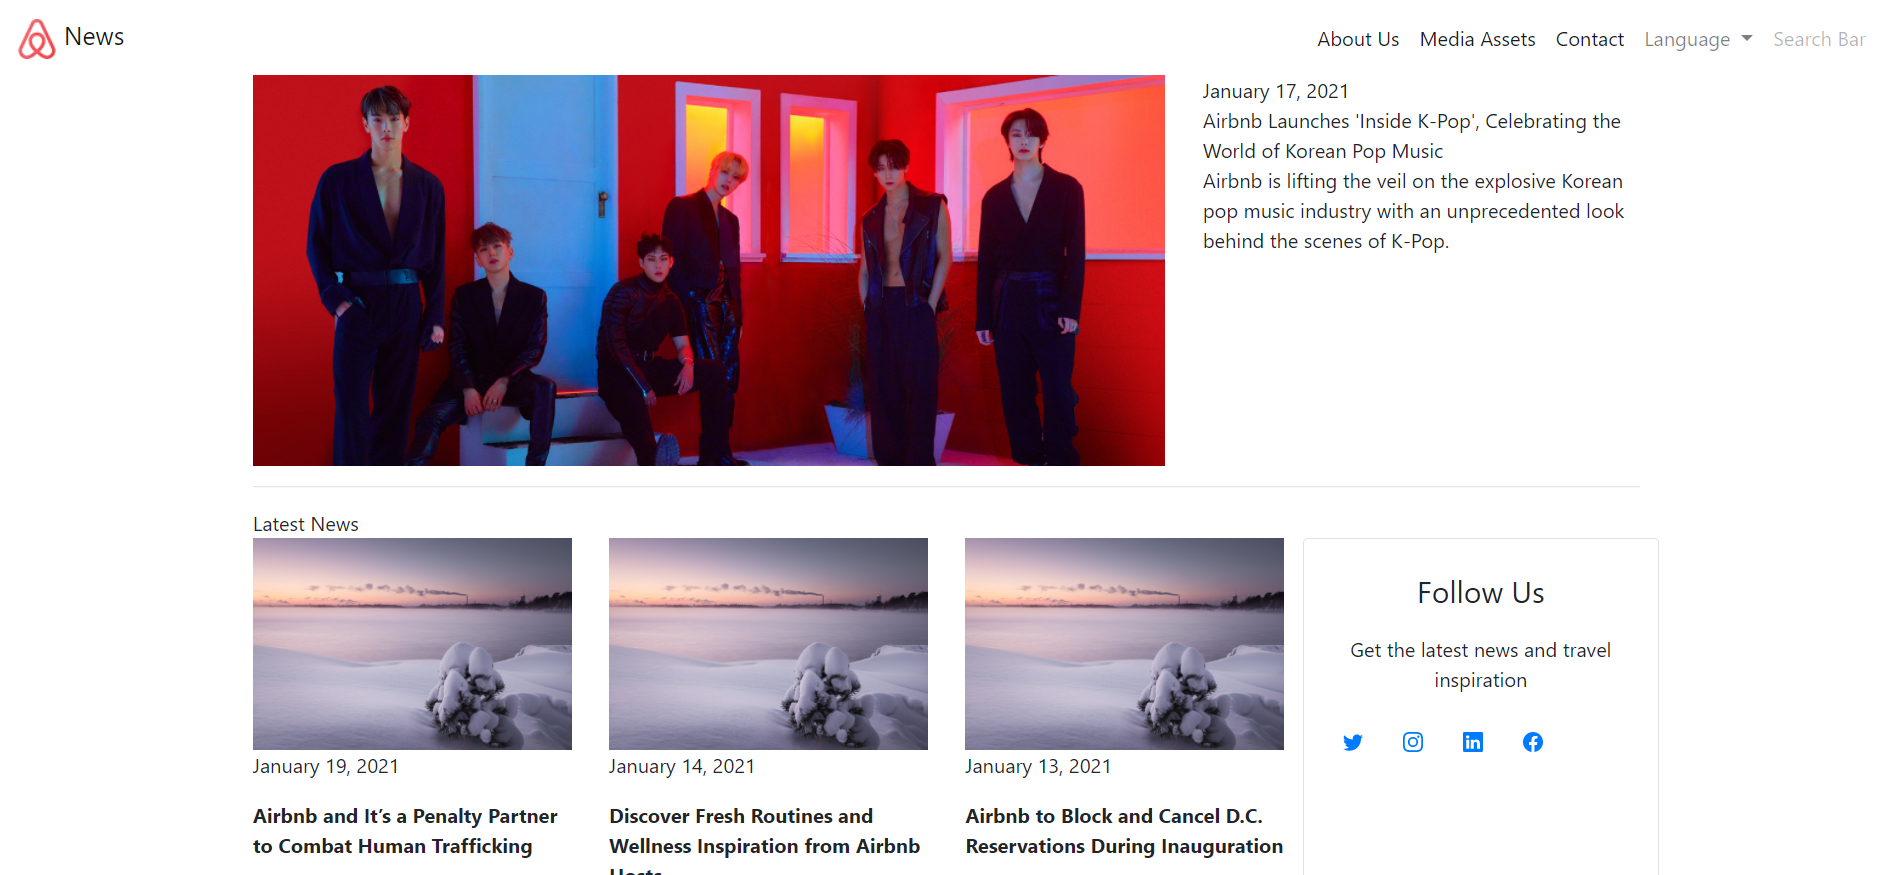 News
About Us
Media Assets
Contact
Language
Search Bar
January 17, 2021
Airbnb Launches 'Inside K-Pop', Celebrating the
World of Korean Pop Music
Airbnb is lifting the veil on the explosive Korean
pop music industry with an unprecedented look
behind the scenes of K-Pop.
Latest News
January 19, 2021
Airbnb and It’s a Penalty Partner
to Combat Human Trafficking
January 14, 2021
Discover Fresh Routines and
Wellness Inspiration from Airbnb
Hosts
January 13, 2021
Airbnb to Block and Cancel D.C.
Reservations During Inauguration
Follow Us
Get the latest news and travel
inspiration